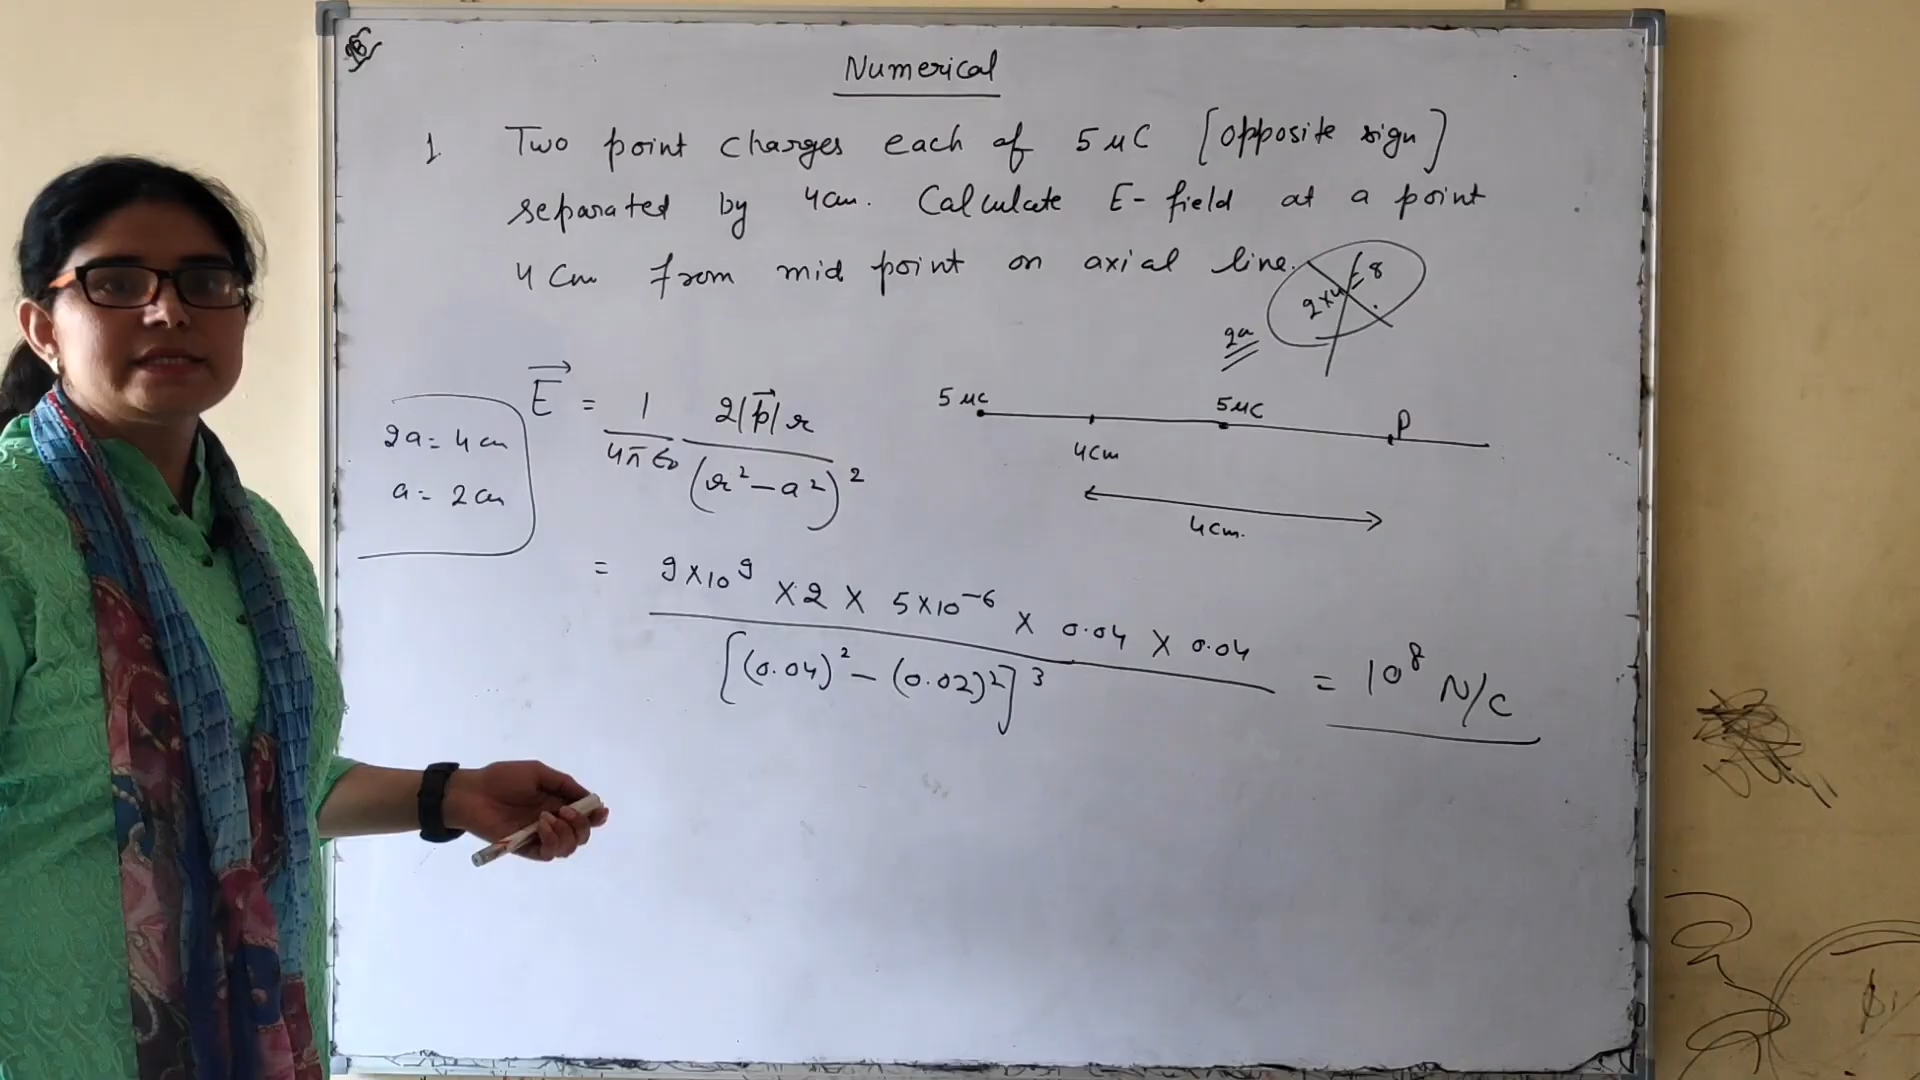 Numerical
1 Two point charges each of 5 μC [opposite sign]
separated by 4cm. Calculate E-field at a point
4 cm from mid point on axial line.
2×4=8
2a
2a = 4 cm
a = 2 cm
E⃗ = 1/4πϵ₀ 2|p⃗|r/(r²-a²)²
5 μC 5μC P
4cm
4cm.
= 9×10⁹ × 2 × 5×10⁻⁶ × 0.04 × 0.04 / [(0.04)² - (0.02)²]³ = 10⁸ N/C